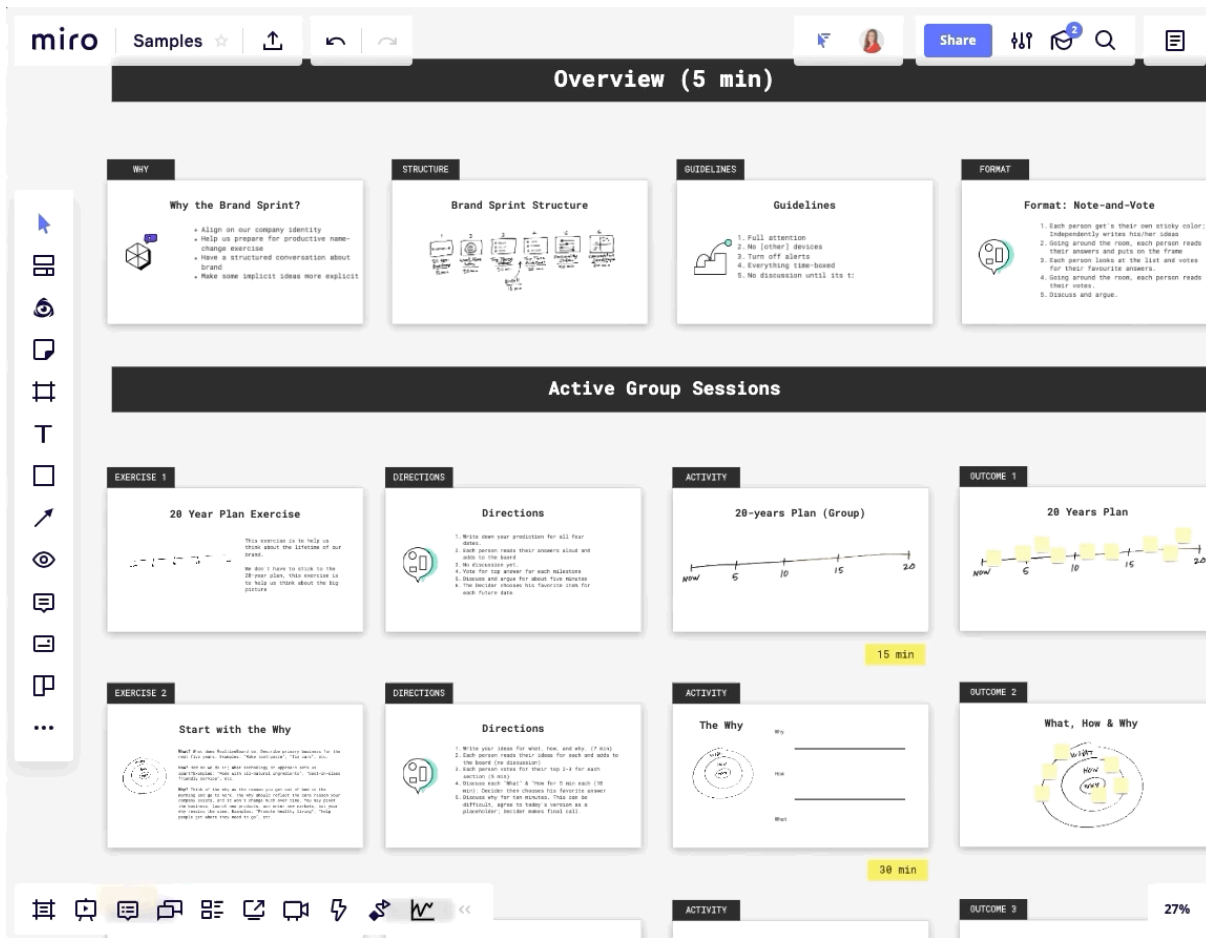 miro
Samples
Share
2
Overview (5 min)
WHY
Why the Brand Sprint?
Align on our company identity
Help us prepare for productive name-
change exercise
Have a structured conversation about
brand
Make some implicit ideas more explicit
STRUCTURE
Brand Sprint Structure
GUIDELINES
Guidelines
1. Full attention
2. No [other] devices
3. Turn off alerts
4. Everything time-boxed
5. No discussion until its t
FORMAT
Format: Note-and-Vote
1. Each person get's their own sticky color;
Independently writes his/her ideas
2. Going around the room, each person reads
their answers and puts on the frame
3. Each person looks at the list and votes
for their favourite answers.
4. Going around the room, each person reads
their votes.
5. Discuss and argue.
Active Group Sessions
EXERCISE 1
20 Year Plan Exercise
This exercise is to help us
think about the lifetime of our
brand.
We don't have to stick to the
20-year plan, this exercise is
to help us think about the big
picture
DIRECTIONS
Directions
1. Write down your prediction for all four
dates.
2. Each person reads their answers aloud and
adds to the board
3. No discussion yet.
4. Vote for top answer for each milestone
5. Discuss and argue for about five minutes
6. The Decider chooses his favorite item for
each future date
ACTIVITY
20-years Plan (Group)
NOW 5 10 15 20
15 min
OUTCOME 1
20 Years Plan
NOW 5 10 15 20
EXERCISE 2
Start with the Why
DIRECTIONS
Directions
1. Write your ideas for what, how, and why. (7 min)
2. Each person reads their ideas for each and adds to
the board (no discussion)
3. Each person votes for their top 2-3 for each
section (5 min)
4. Discuss each "What" & "How for 5 min each (10
min). Decider then chooses his favorite answer
5. Discuss why for ten minutes. This can be
difficult, agree to today's version as a
placeholder; Decider makes final call.
ACTIVITY
The Why
Why
How
What
30 min
OUTCOME 2
What, How & Why
WHAT
HOW
WHY
ACTIVITY
OUTCOME 3
27%